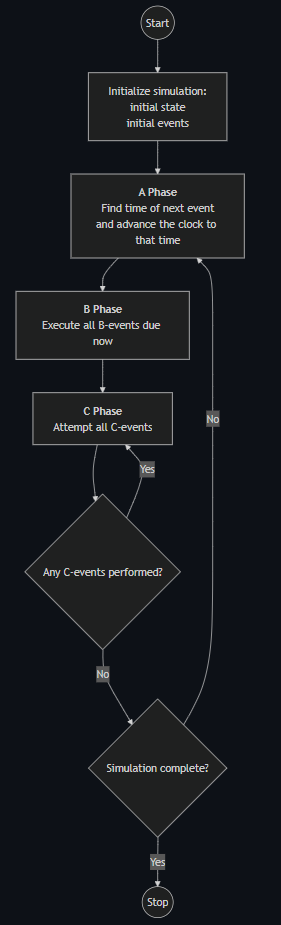 Start
Initialize simulation:
initial state
initial events
A Phase
Find time of next event
and advance the clock to
that time
B Phase
Execute all B-events due
now
C Phase
Attempt all C-events
No
Yes
Any C-events performed?
No
Simulation complete?
Yes
Stop